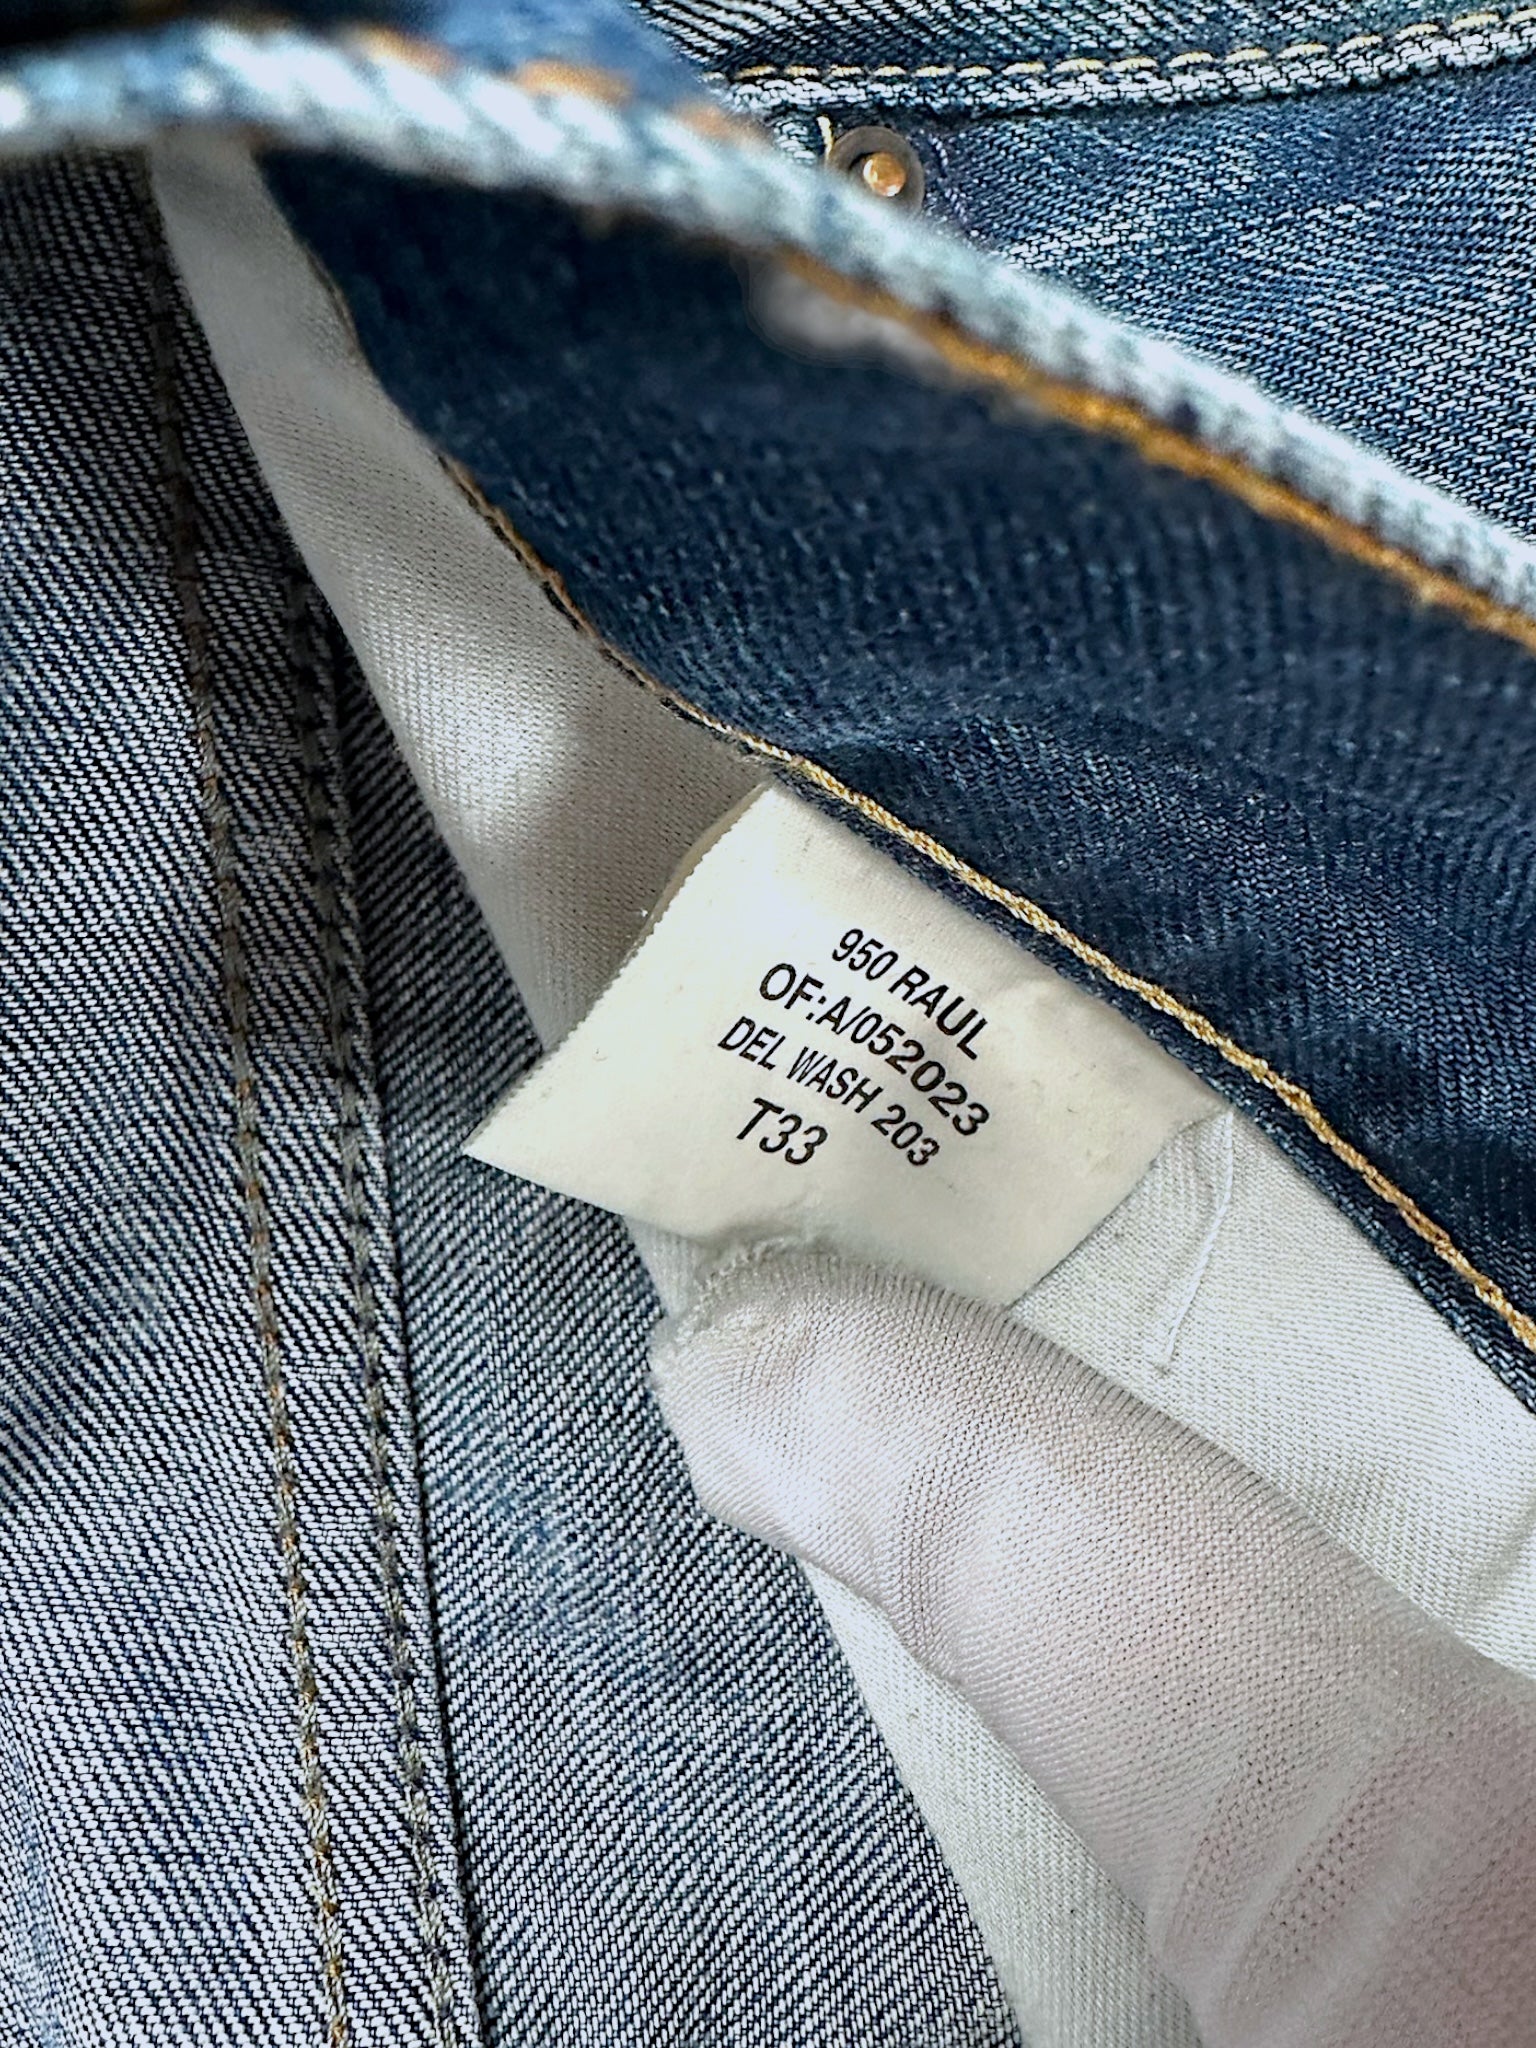 950 RAUL
OF:A/052023
DEL WASH 203
T33